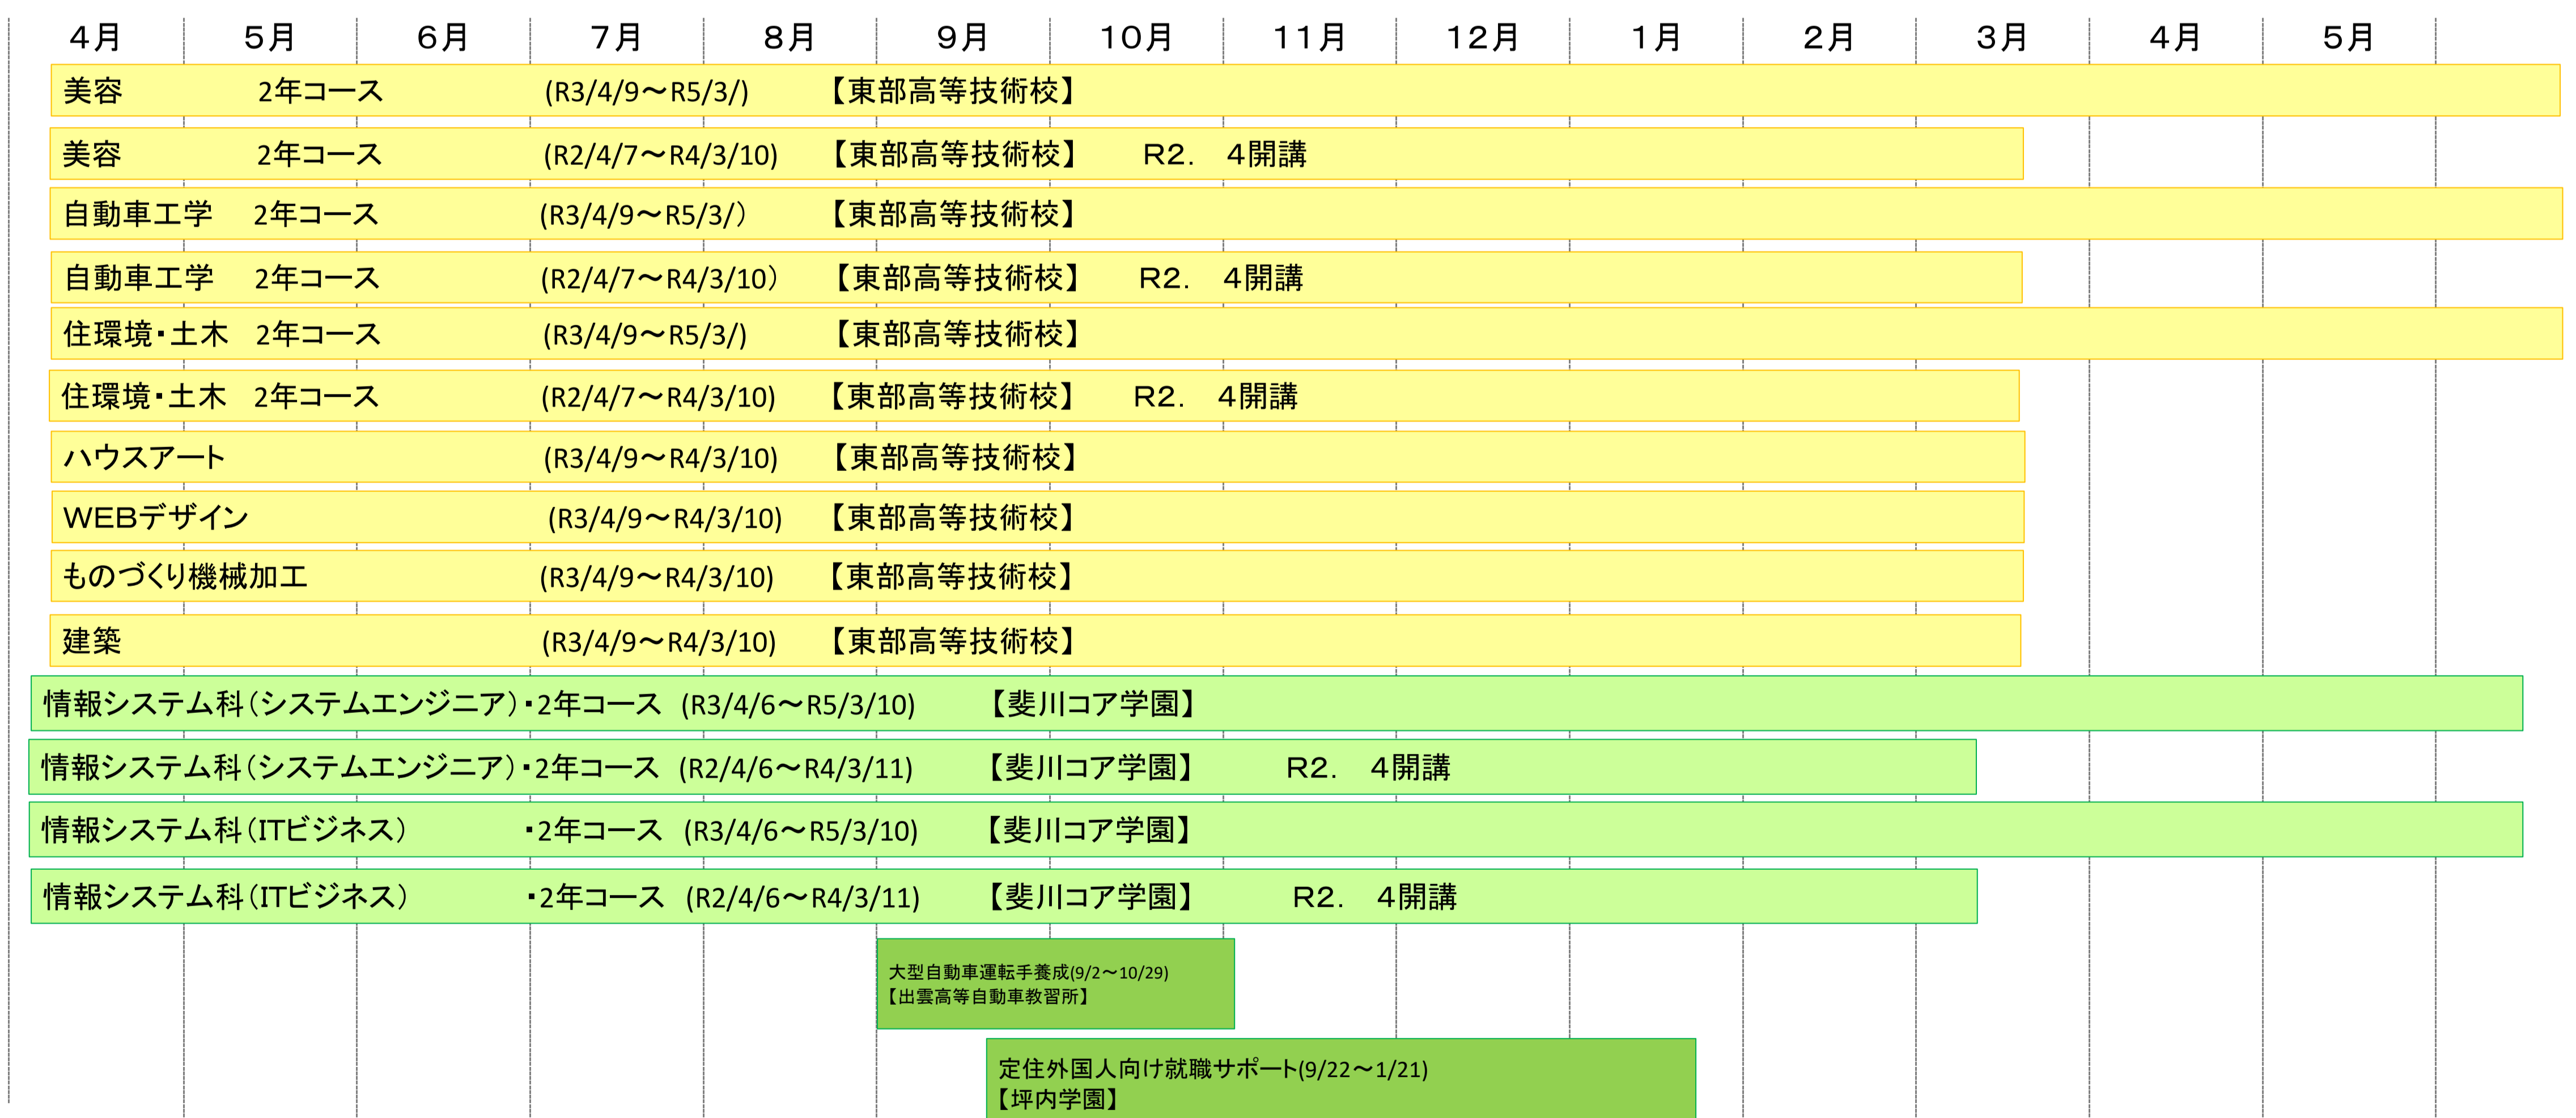 4月 5月 6月 7月 8月 9月 10月 11月 12月 1月 2月 3月 4月 5月
美容 2年コース (R3/4/9～R5/3/) 【東部高等技術校】
美容 2年コース (R2/4/7～R4/3/10) 【東部高等技術校】 R2. 4開講
自動車工学 2年コース (R3/4/9～R5/3/） 【東部高等技術校】
自動車工学 2年コース (R2/4/7～R4/3/10） 【東部高等技術校】 R2. 4開講
住環境・土木 2年コース (R3/4/9～R5/3/) 【東部高等技術校】
住環境・土木 2年コース (R2/4/7～R4/3/10) 【東部高等技術校】 R2. 4開講
ハウスアート (R3/4/9～R4/3/10) 【東部高等技術校】
WEBデザイン (R3/4/9～R4/3/10) 【東部高等技術校】
ものづくり機械加工 (R3/4/9～R4/3/10) 【東部高等技術校】
建築 (R3/4/9～R4/3/10) 【東部高等技術校】
情報システム科（システムエンジニア）・2年コース (R3/4/6～R5/3/10) 【斐川コア学園】
情報システム科（システムエンジニア）・2年コース (R2/4/6～R4/3/11) 【斐川コア学園】 R2. 4開講
情報システム科（ITビジネス） ・2年コース (R3/4/6～R5/3/10) 【斐川コア学園】
情報システム科（ITビジネス） ・2年コース (R2/4/6～R4/3/11) 【斐川コア学園】 R2. 4開講
大型自動車運転手養成(9/2～10/29)
【出雲高等自動車教習所】
定住外国人向け就職サポート(9/22～1/21)
【坪内学園】